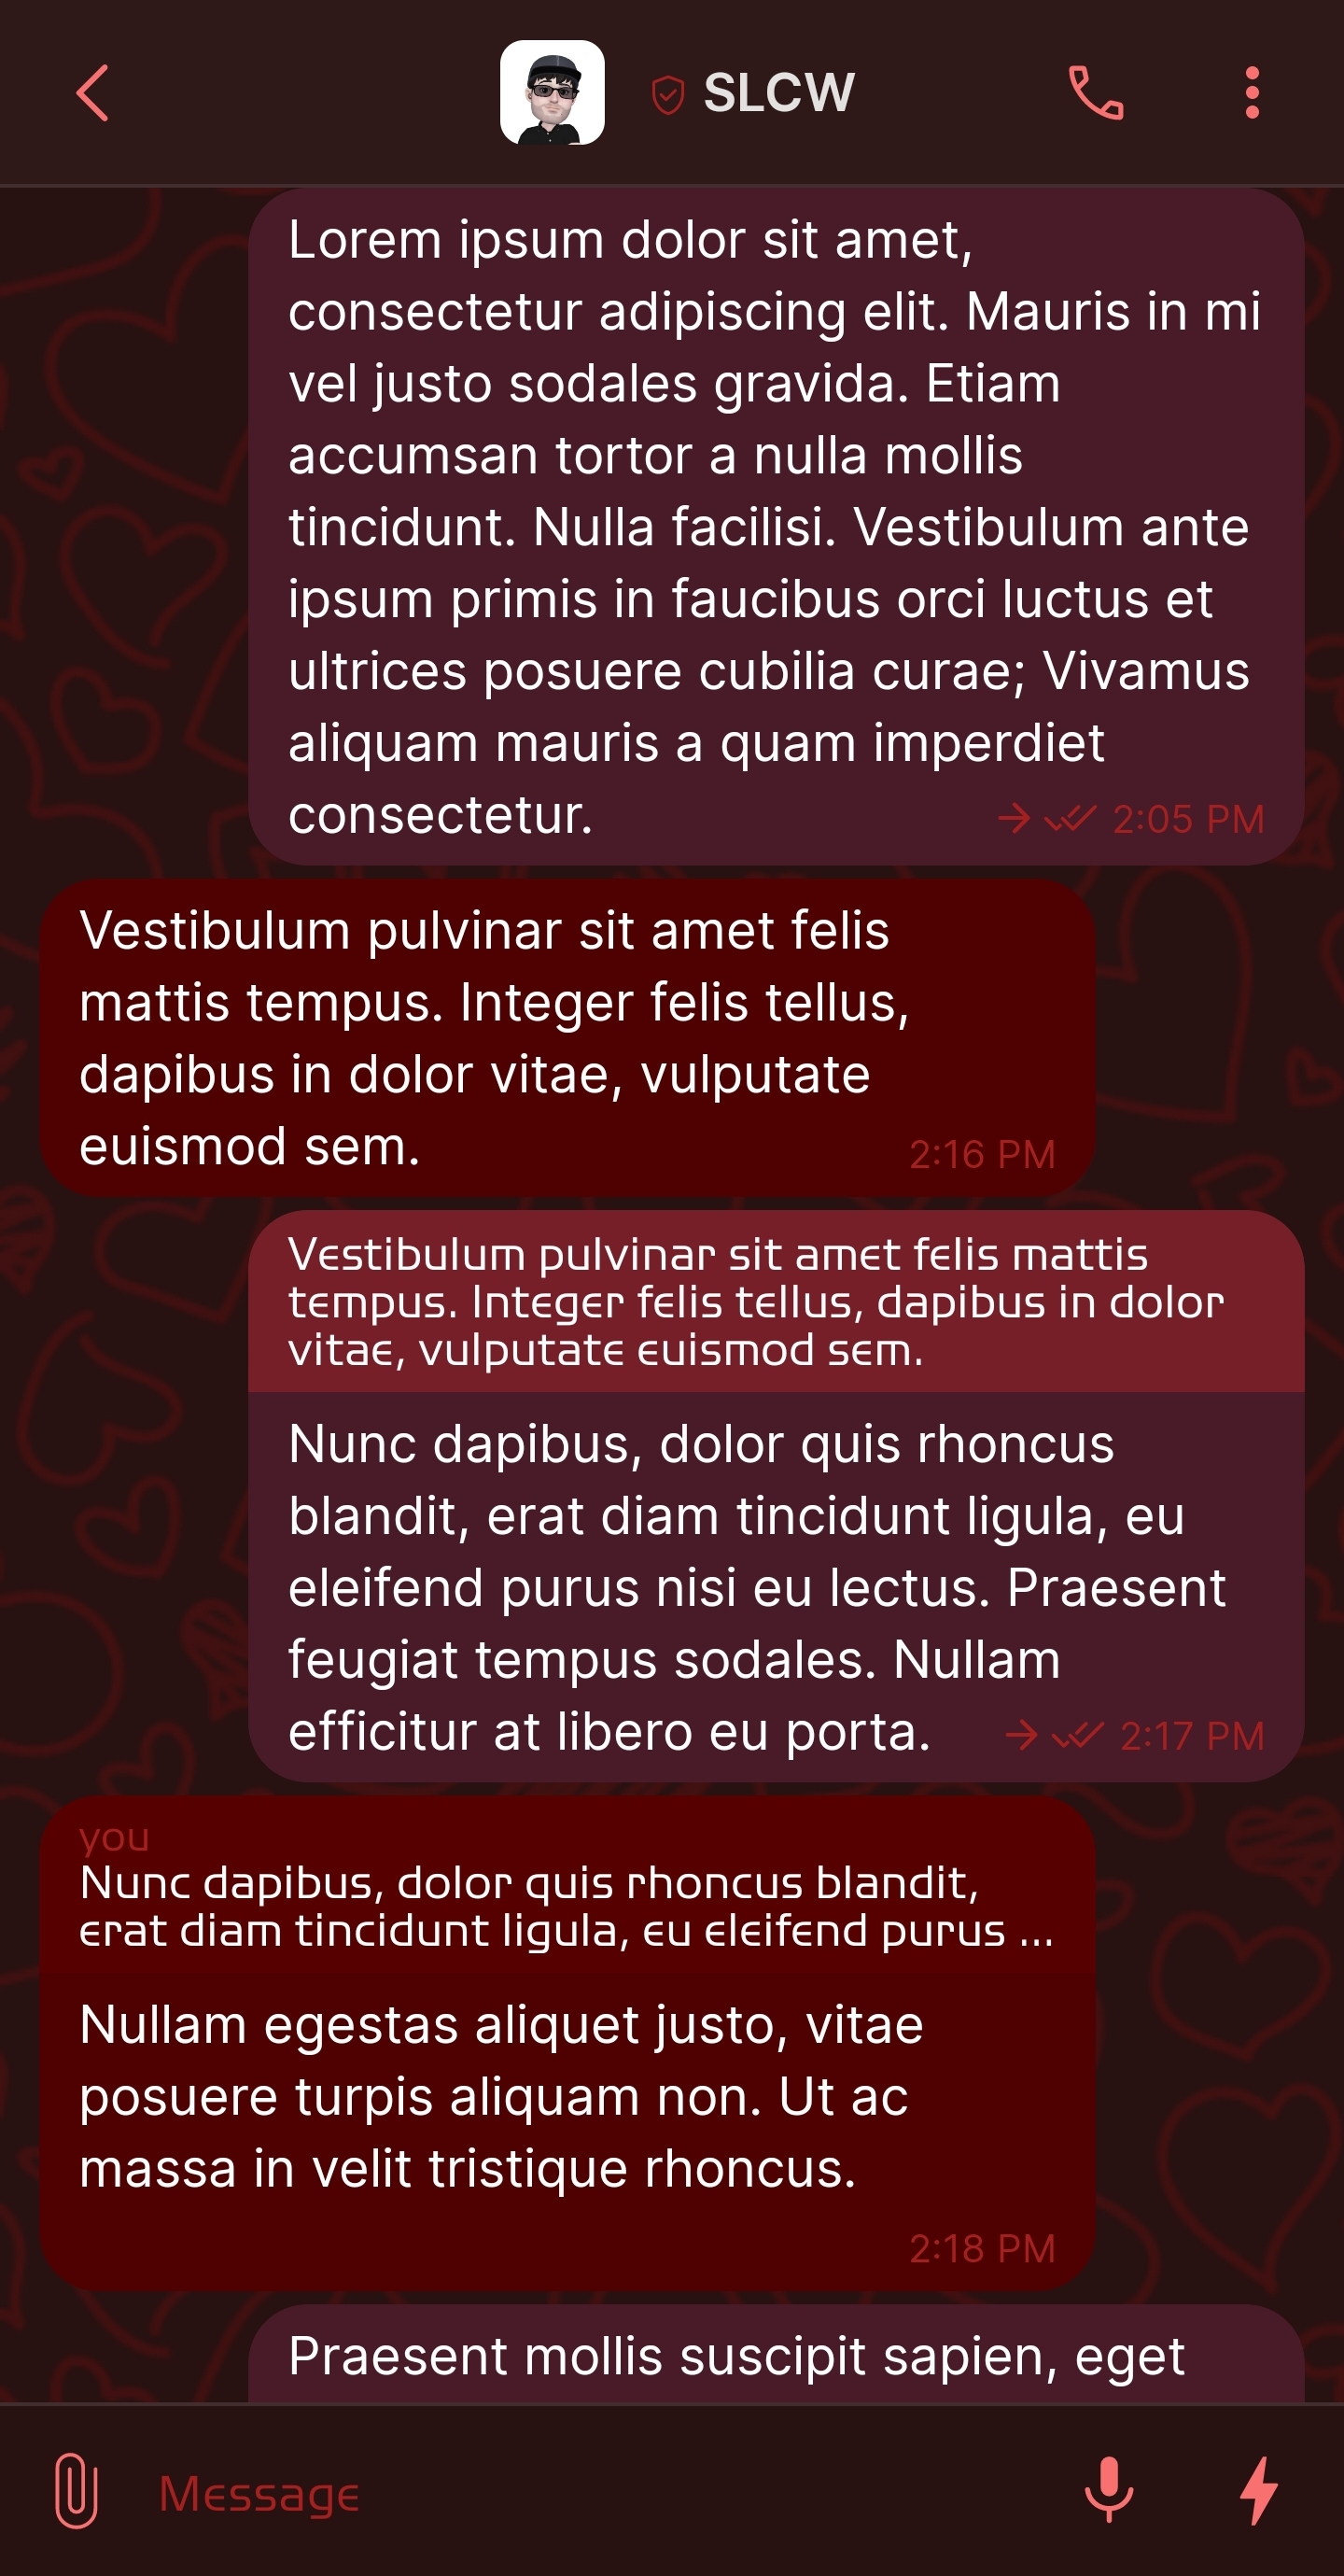 SLCW
Lorem ipsum dolor sit amet,
consectetur adipiscing elit. Mauris in mi
vel justo sodales gravida. Etiam
accumsan tortor a nulla mollis
tincidunt. Nulla facilisi. Vestibulum ante
ipsum primis in faucibus orci luctus et
ultrices posuere cubilia curae; Vivamus
aliquam mauris a quam imperdiet
consectetur.
2:05 PM
Vestibulum pulvinar sit amet felis
mattis tempus. Integer felis tellus,
dapibus in dolor vitae, vulputate
euismod sem.
2:16 PM
Vestibulum pulvinar sit amet felis mattis
tempus. Integer felis tellus, dapibus in dolor
vitae, vulputate euismod sem.
Nunc dapibus, dolor quis rhoncus
blandit, erat diam tincidunt ligula, eu
eleifend purus nisi eu lectus. Praesent
feugiat tempus sodales. Nullam
efficitur at libero eu porta.
2:17 PM
you
Nunc dapibus, dolor quis rhoncus blandit,
erat diam tincidunt ligula, eu eleifend purus ...
Nullam egestas aliquet justo, vitae
posuere turpis aliquam non. Ut ac
massa in velit tristique rhoncus.
2:18 PM
Praesent mollis suscipit sapien, eget
Message